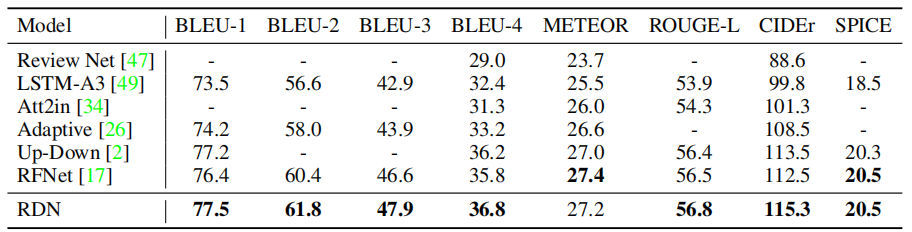 Model BLEU-1 BLEU-2 BLEU-3 BLEU-4 METEOR ROUGE-L CIDEr SPICE
Review Net [47] - - - 29.0 23.7 - 88.6 -
LSTM-A3 [49] 73.5 56.6 42.9 32.4 25.5 53.9 99.8 18.5
Att2in [34] - - - 31.3 26.0 54.3 101.3 -
Adaptive [26] 74.2 58.0 43.9 33.2 26.6 - 108.5 -
Up-Down [2] 77.2 - - 36.2 27.0 56.4 113.5 20.3
RFNet [17] 76.4 60.4 46.6 35.8 27.4 56.5 112.5 20.5
RDN 77.5 61.8 47.9 36.8 27.2 56.8 115.3 20.5